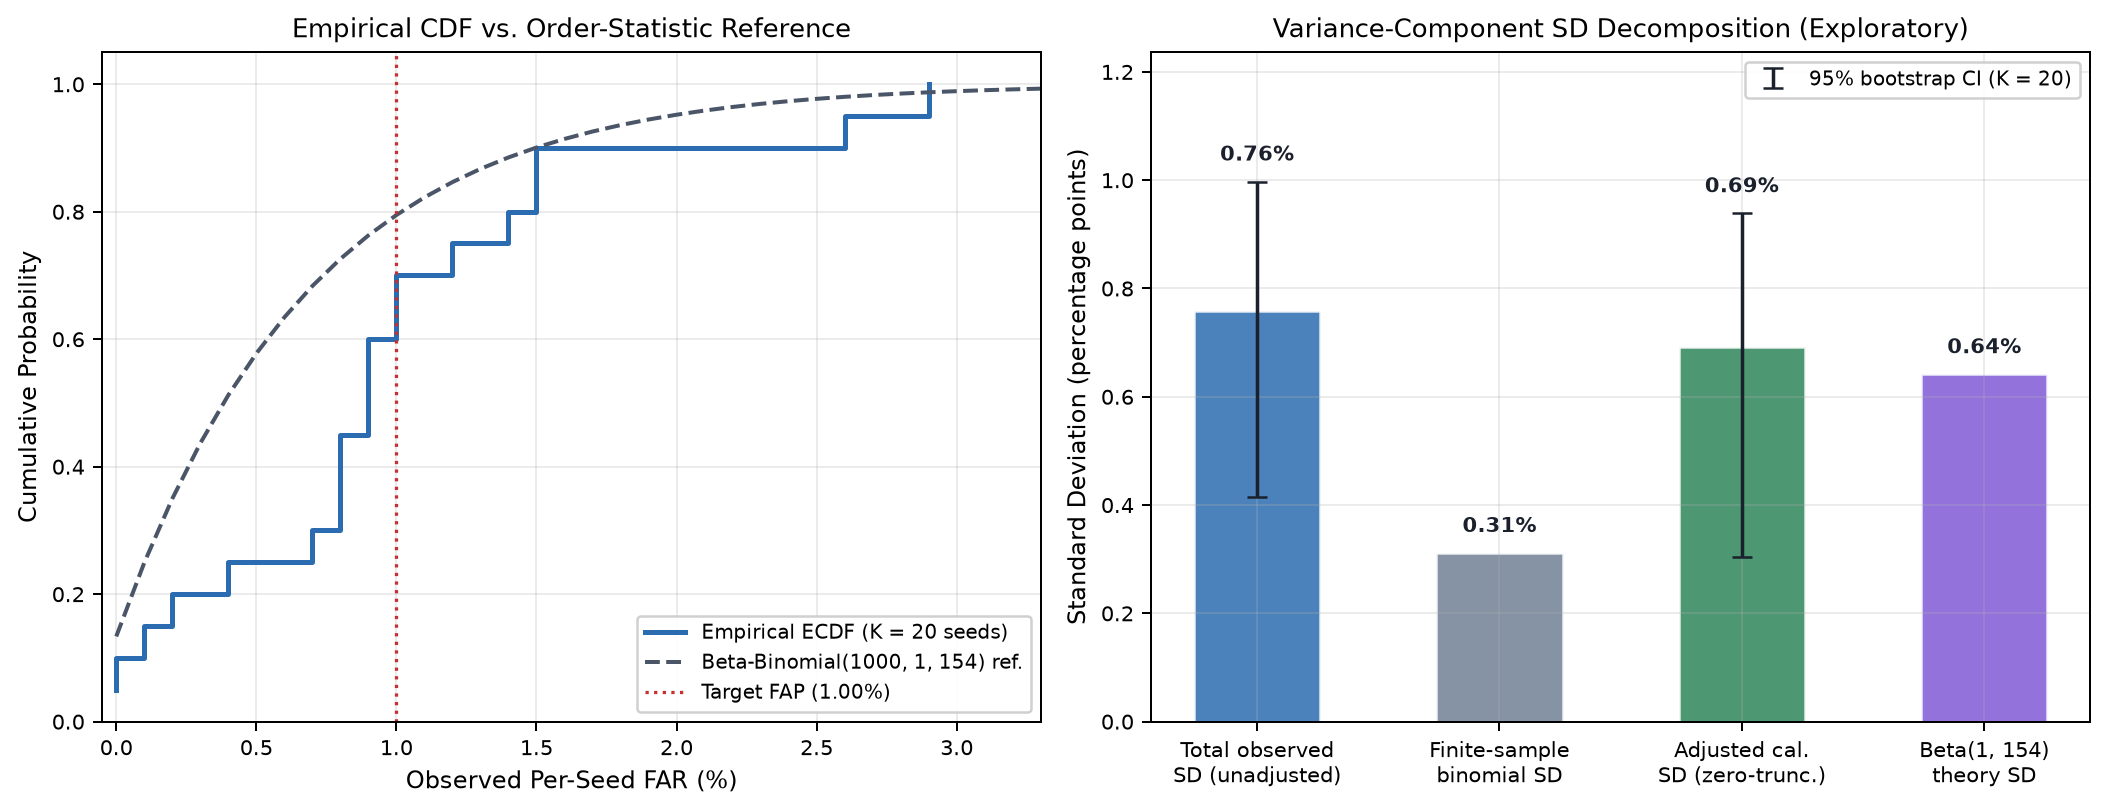 Empirical CDF vs. Order-Statistic Reference
Cumulative Probability
1.0
0.8
0.6
0.4
0.2
0.0
0.0 0.5 1.0 1.5 2.0 2.5 3.0
Observed Per-Seed FAR (%)
Empirical ECDF (K = 20 seeds)
Beta-Binomial(1000, 1, 154) ref.
Target FAP (1.00%)
Variance-Component SD Decomposition (Exploratory)
Standard Deviation (percentage points)
1.2
1.0
0.8
0.6
0.4
0.2
0.0
95% bootstrap CI (K = 20)
0.76%
0.31%
0.69%
0.64%
Total observed
SD (unadjusted)
Finite-sample
binomial SD
Adjusted cal.
SD (zero-trunc.)
Beta(1, 154)
theory SD